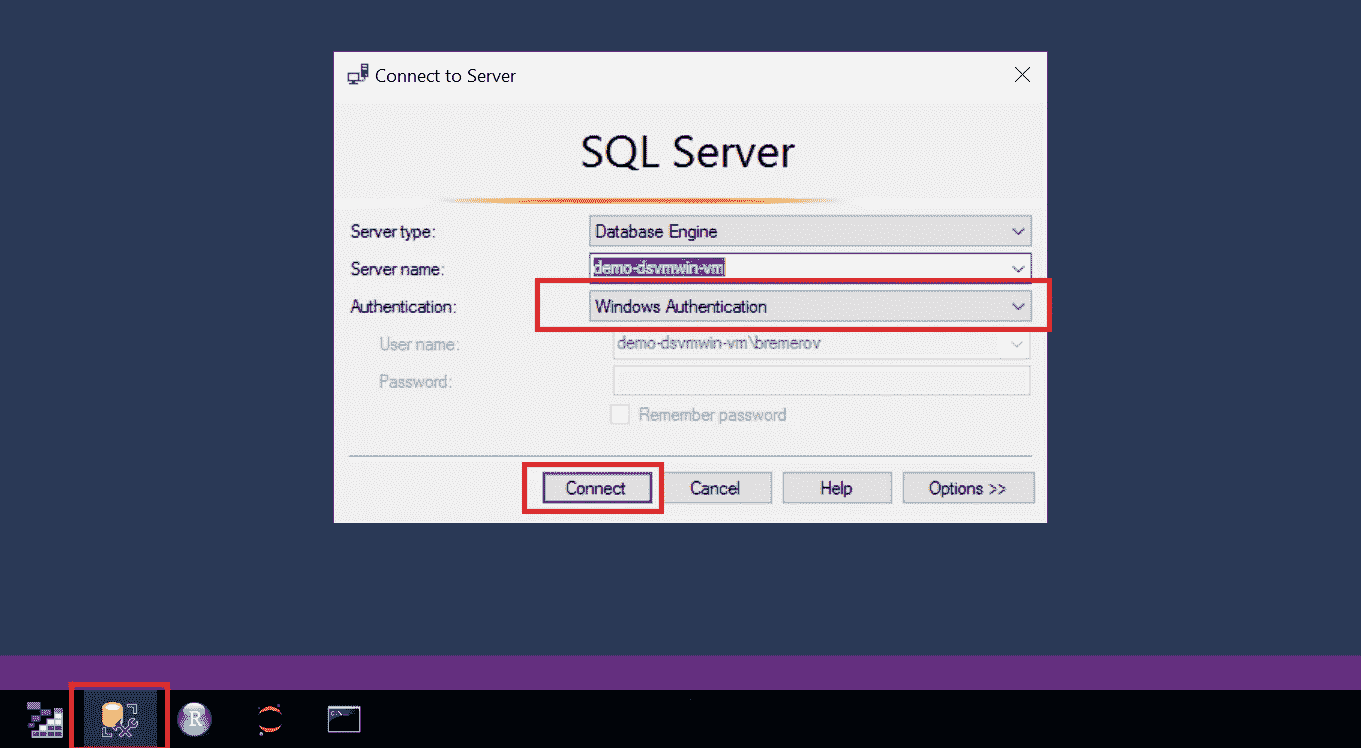 Connect to Server
SQL Server
Server type:
Database Engine
Server name:
demo-dsvmwin-vm
Authentication:
Windows Authentication
User name:
demo-dsvmwin-vm\bremerov
Password:
Remember password
Connect
Cancel
Help
Options >>
R